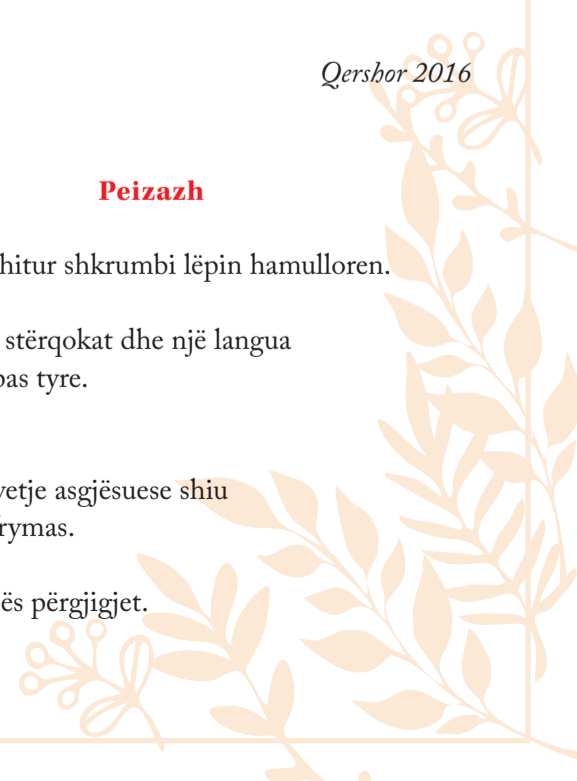 Qershor 2016
Peizazh
hitur shkrumbi lëpin hamulloren.
stërqokat dhe një langua
pas tyre.
vetje asgjësuese shiu
rymas.
ës përgjigjet.